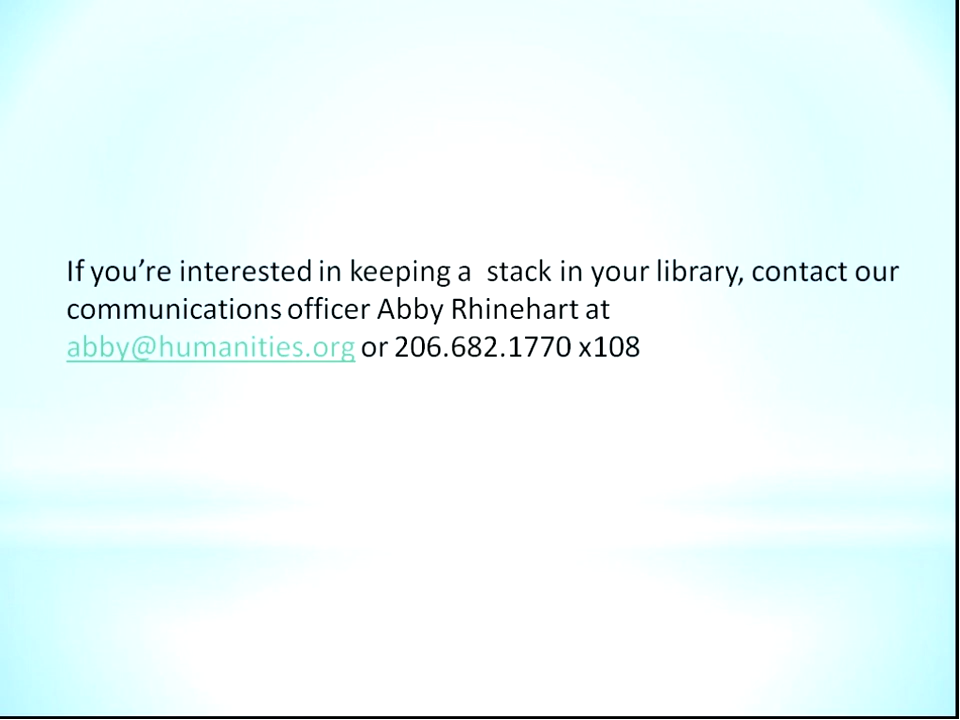 If you’re interested in keeping a  stack in your library, contact our
communications officer Abby Rhinehart at
abby@humanities.org or 206.682.1770 x108